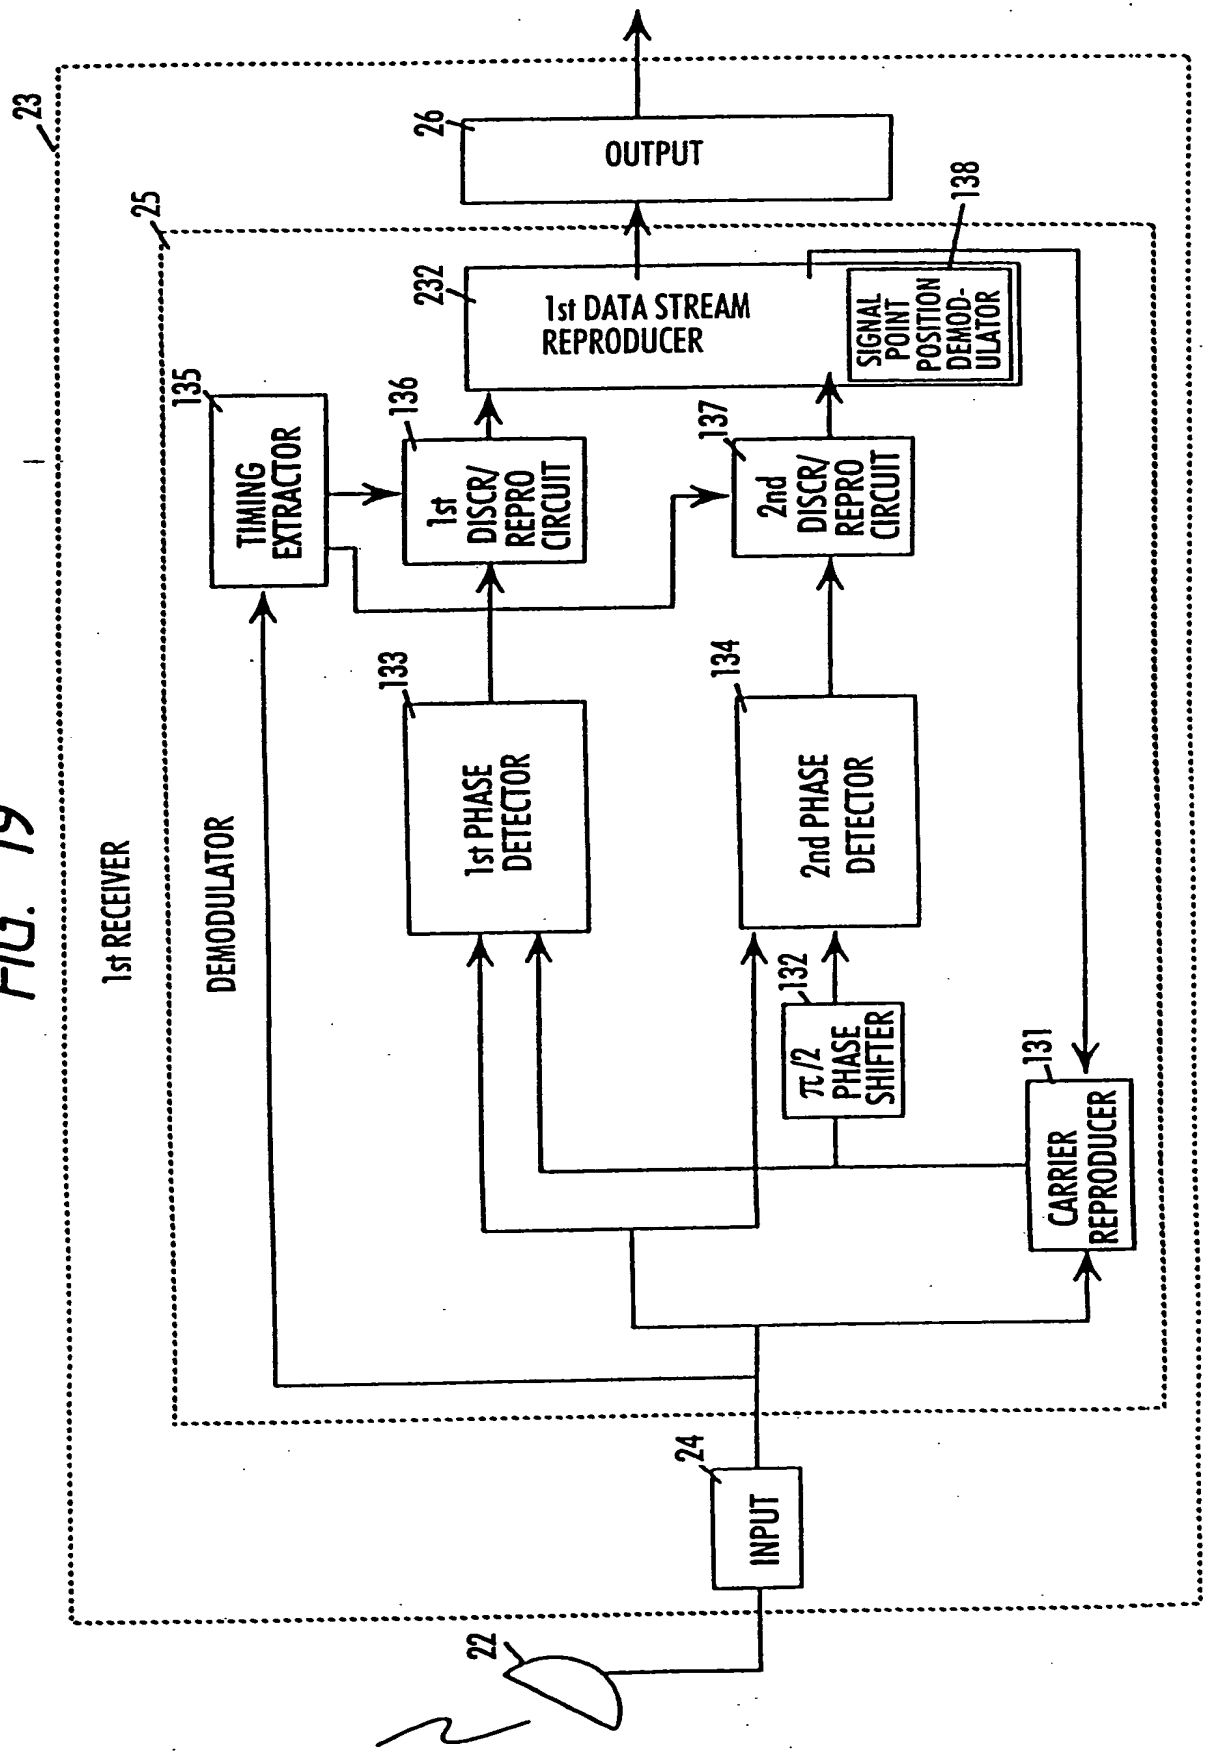 FIG. 19
23
1st RECEIVER
25
DEMODULATOR
135
TIMING
EXTRACTOR
22
24
INPUT
133
1st PHASE
DETECTOR
136
1st
DISCR/
REPRO
CIRCUIT
232
1st DATA STREAM
REPRODUCER
26
OUTPUT
132
π/2
PHASE
SHIFTER
134
2nd PHASE
DETECTOR
137
2nd
DISCR/
REPRO
CIRCUIT
138
SIGNAL
POINT
POSITION
DEMOD-
ULATOR
131
CARRIER
REPRODUCER